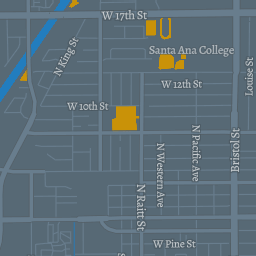 W 17th St
Santa Ana College
N King St
Louise St
W 12th St
W 10th St
N Western Ave
N Pacific Ave
Bristol St
N Raitt St
W Pine St
S